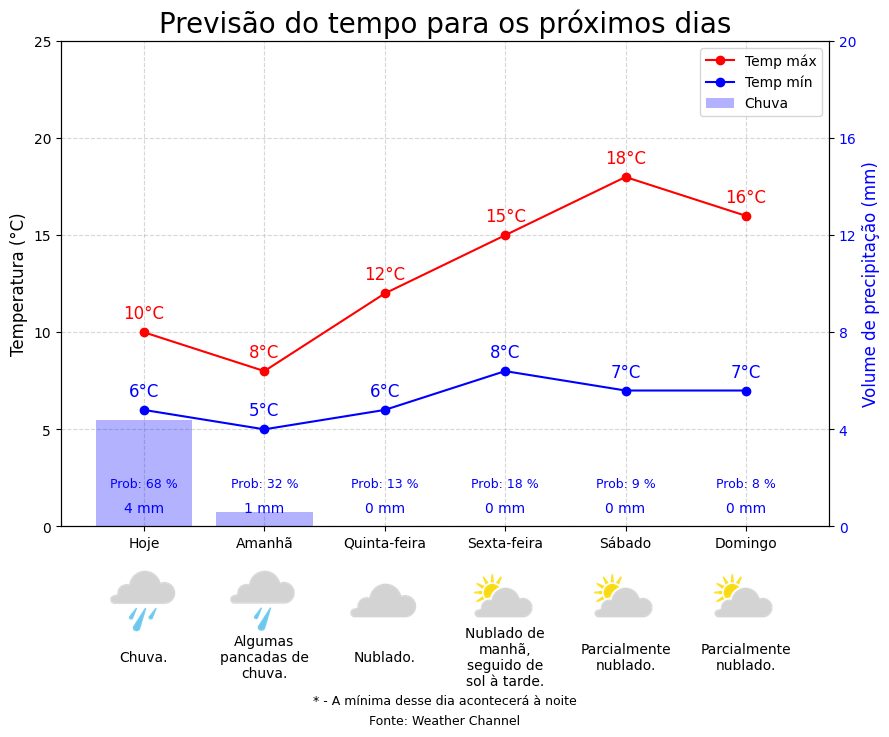 Previsão do tempo para os próximos dias
25
20
15
10
5
0
Temperatura (°C)
20
16
12
8
4
0
Volume de precipitação (mm)
Temp máx
Temp mín
Chuva
10°C
8°C
12°C
15°C
18°C
16°C
6°C
5°C
6°C
8°C
7°C
7°C
Prob: 68 %
Prob: 32 %
Prob: 13 %
Prob: 18 %
Prob: 9 %
Prob: 8 %
4 mm
1 mm
0 mm
0 mm
0 mm
0 mm
Hoje
Amanhã
Quinta-feira
Sexta-feira
Sábado
Domingo
Chuva.
Algumas
pancadas de
chuva.
Nublado.
Nublado de
manhã,
seguido de
sol à tarde.
Parcialmente
nublado.
Parcialmente
nublado.
* - A mínima desse dia acontecerá à noite
Fonte: Weather Channel